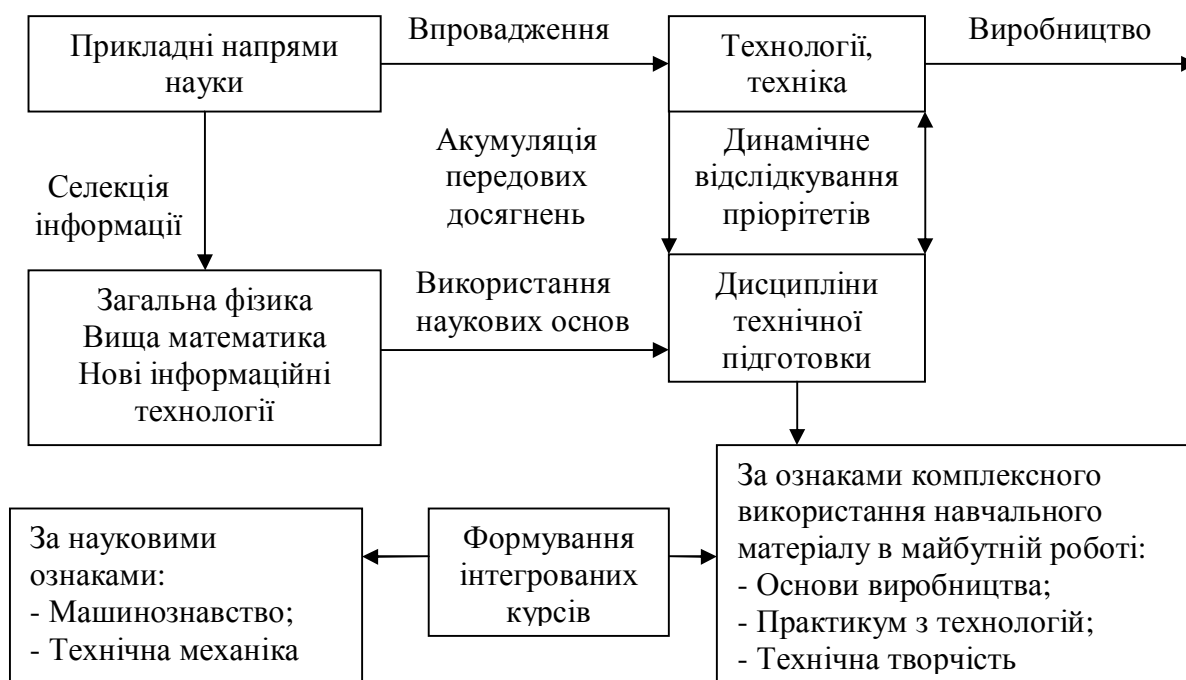 Прикладні напрями
науки
Впровадження
Технології,
техніка
Виробництво
Селекція
інформації
Акумуляція
передових
досягнень
Динамічне
відслідкування
пріорітетів
Загальна фізика
Вища математика
Нові інформаційні
технології
Використання
наукових основ
Дисципліни
технічної
підготовки
За науковими
ознаками:
- Машинознавство;
- Технічна механіка
Формування
інтегрованих
курсів
За ознаками комплексного
використання навчального
матеріалу в майбутній роботі:
- Основи виробництва;
- Практикум з технологій;
- Технічна творчість